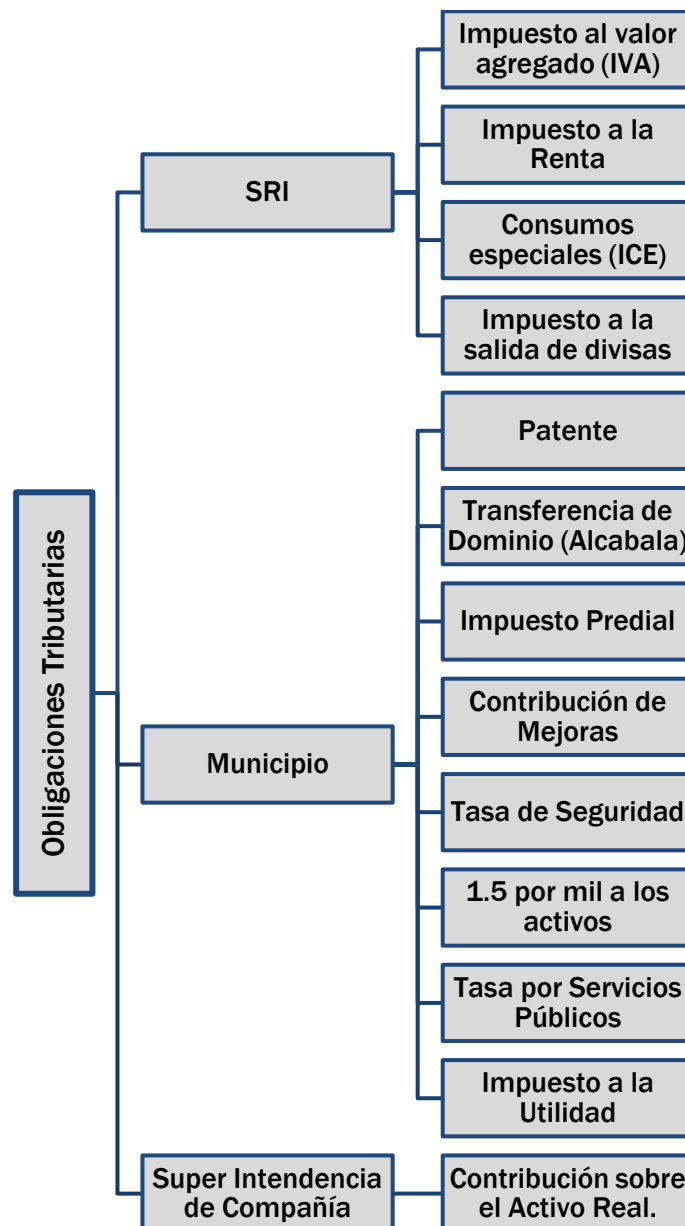 Obligaciones Tributarias
SRI
Impuesto al valor
agregado (IVA)
Impuesto a la
Renta
Consumos
especiales (ICE)
Impuesto a la
salida de divisas
Municipio
Patente
Transferencia de
Dominio (Alcabala)
Impuesto Predial
Contribución de
Mejoras
Tasa de Seguridad
1.5 por mil a los
activos
Tasa por Servicios
Públicos
Impuesto a la
Utilidad
Super Intendencia
de Compañía
Contribución sobre
el Activo Real.